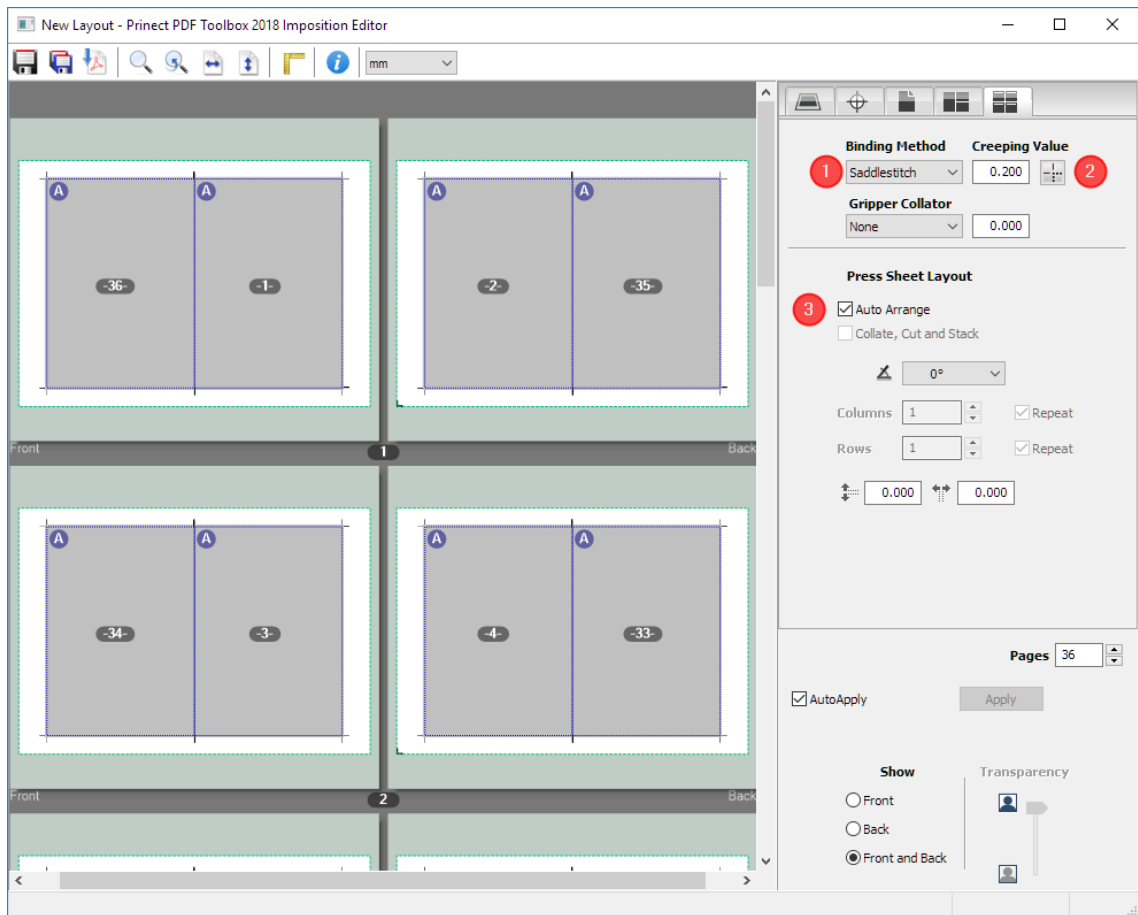 New Layout - Prinect PDF Toolbox 2018 Imposition Editor
mm
Binding Method Creeping Value
1 Saddlestitch 0.200 2
Gripper Collator
None 0.000
Press Sheet Layout
3 Auto Arrange
Collate, Cut and Stack
0°
Columns 1 Repeat
Rows 1 Repeat
0.000 0.000
Pages 36
AutoApply Apply
Show Transparency
Front
Back
Front and Back
A A A A
-36- -1- -2- -35-
Front 1 Back
A A A A
-34- -3- -4- -33-
Front 2 Back